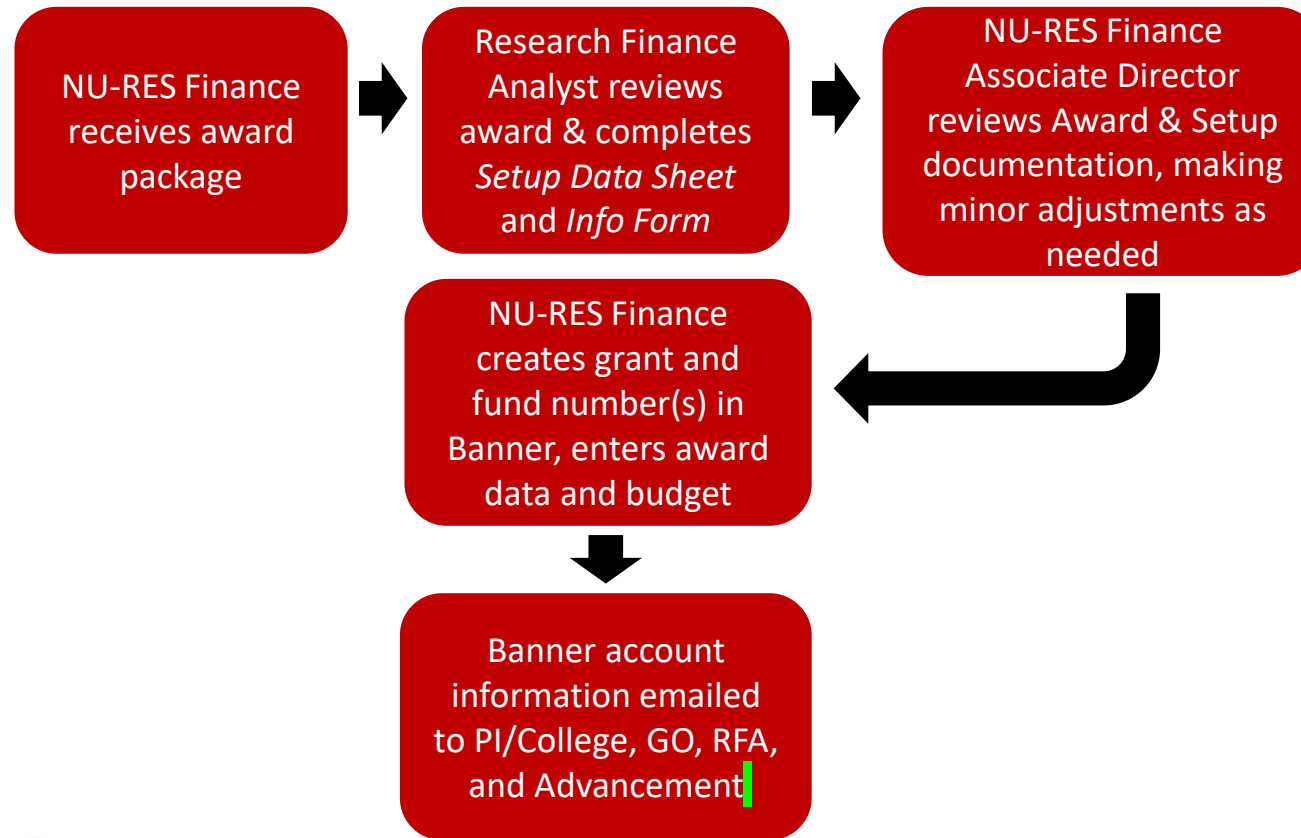 NU-RES Finance
receives award
package
Research Finance
Analyst reviews
award & completes
Setup Data Sheet
and Info Form
NU-RES Finance
Associate Director
reviews Award & Setup
documentation, making
minor adjustments as
needed
NU-RES Finance
creates grant and
fund number(s) in
Banner, enters award
data and budget
Banner account
information emailed
to PI/College, GO, RFA,
and Advancement